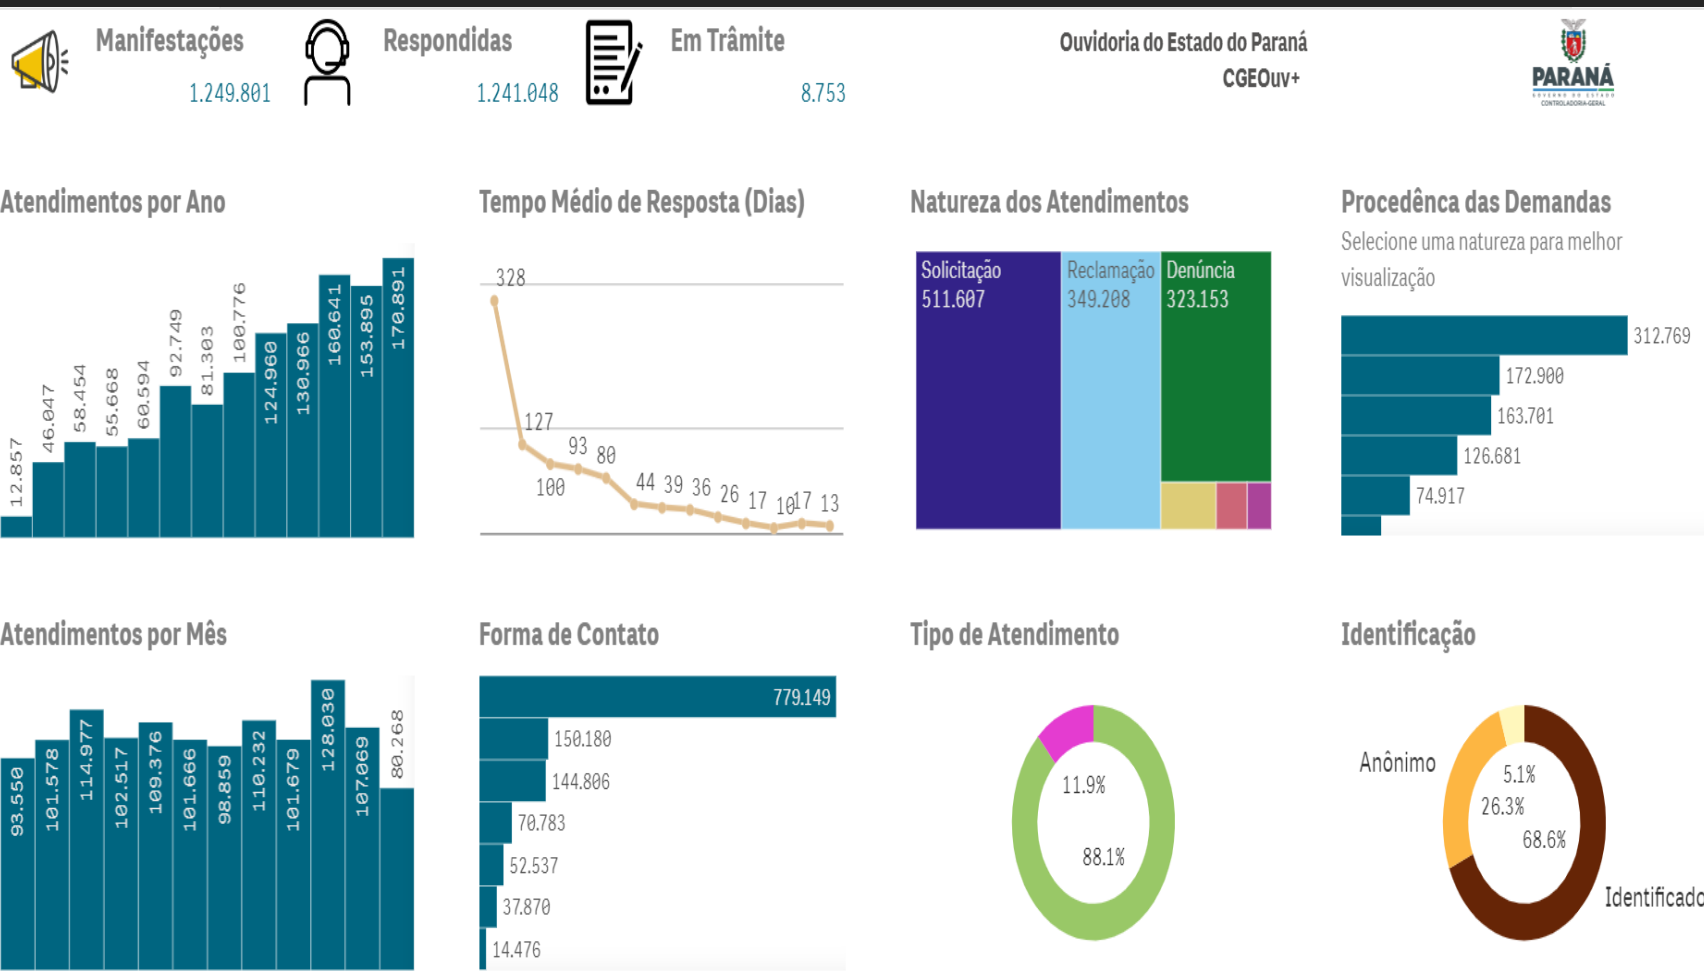 Manifestações
1.249.801
Respondidas
1.241.048
Em Trâmite
8.753
Ouvidoria do Estado do Paraná
CGEOuv+
PARANÁ
GOVERNO DO ESTADO
CONTROLADORIA-GERAL
Atendimentos por Ano
12.857
46.047
58.454
55.668
60.594
92.749
81.303
100.776
124.960
130.966
160.641
153.895
170.891
Tempo Médio de Resposta (Dias)
328
127
100
93
80
44
39
36
26
17
10
17
13
Natureza dos Atendimentos
Solicitação
511.607
Reclamação
349.208
Denúncia
323.153
Procedênca das Demandas
Selecione uma natureza para melhor
visualização
312.769
172.900
163.701
126.681
74.917
Atendimentos por Mês
93.550
101.578
114.977
102.517
109.376
101.666
98.859
110.232
101.679
128.030
107.069
80.268
Forma de Contato
779.149
150.180
144.806
70.783
52.537
37.870
14.476
Tipo de Atendimento
11.9%
88.1%
Identificação
Anônimo
5.1%
26.3%
68.6%
Identificado